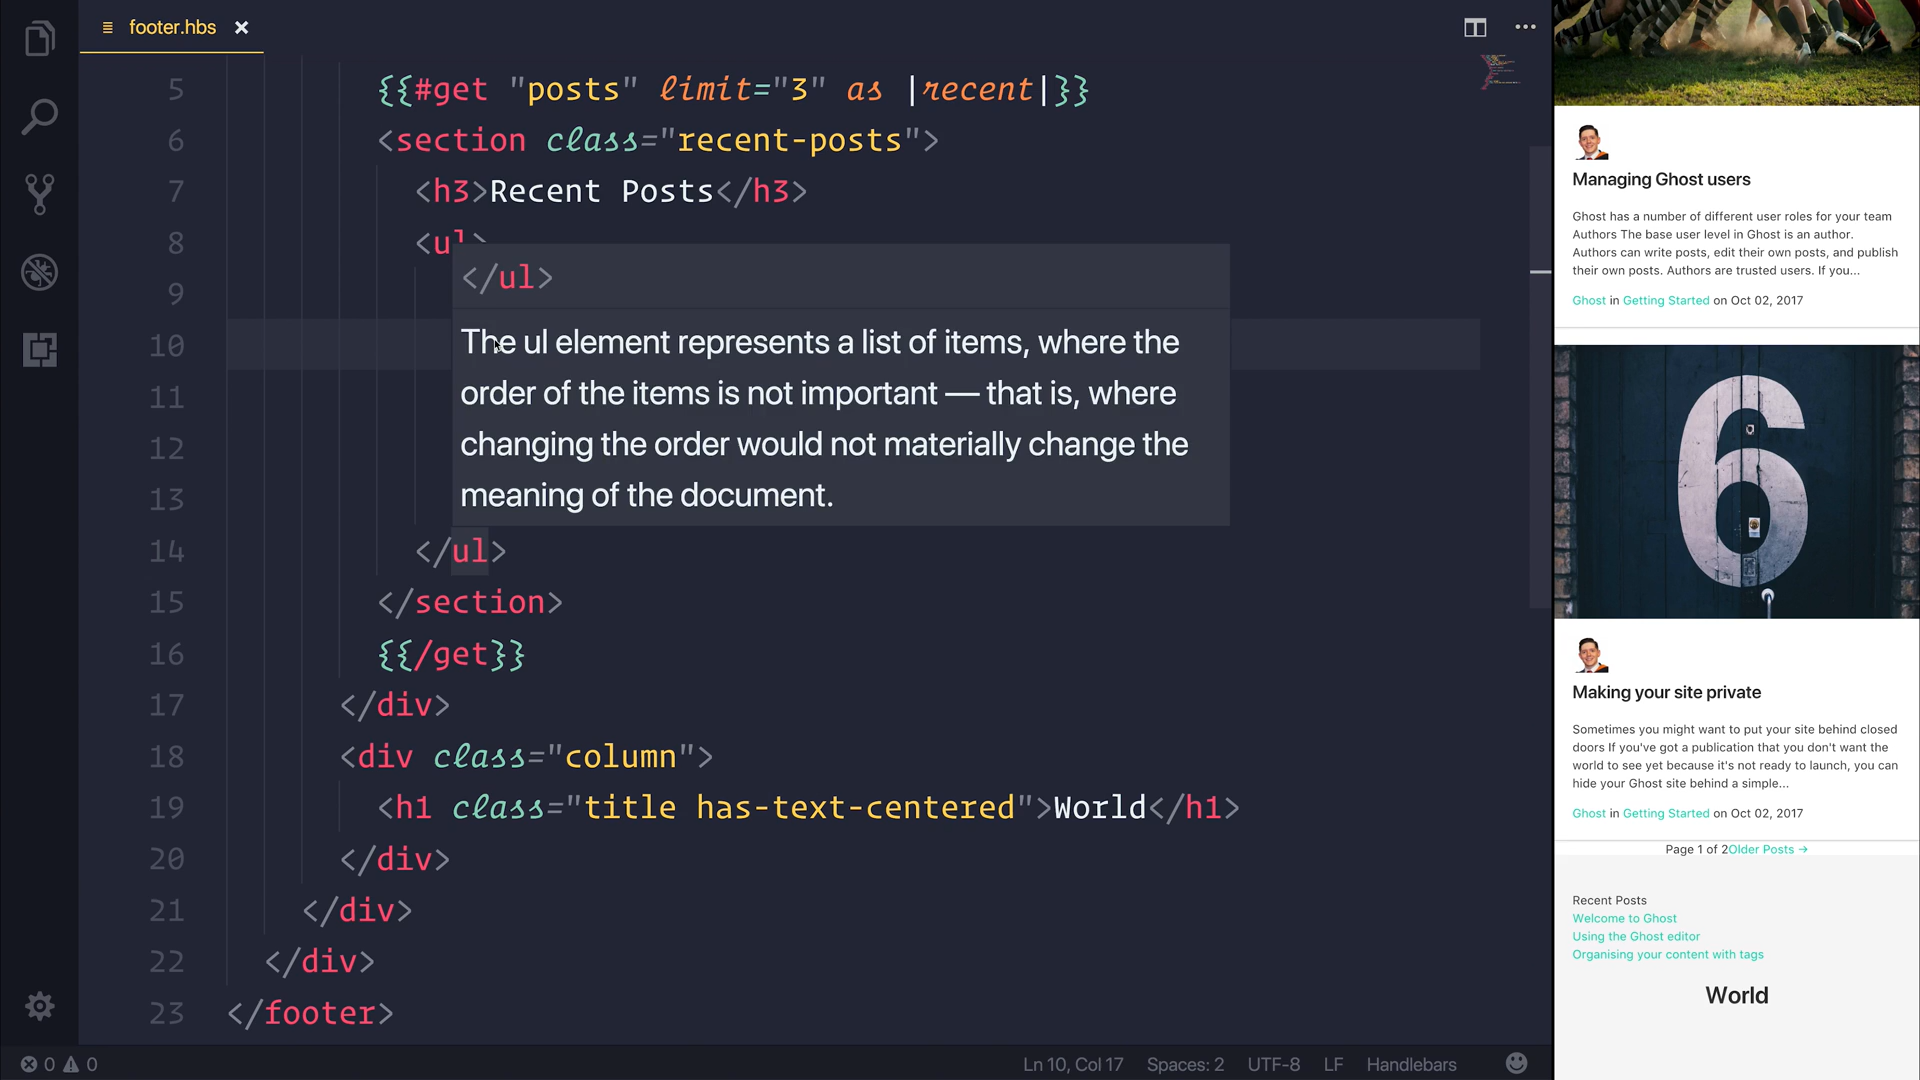 footer.hbs
5 {{#get "posts" limit="3" as |recent|}}
6 <section class="recent-posts">
7 <h3>Recent Posts</h3>
8 <ul>
</ul>
The ul element represents a list of items, where the
order of the items is not important — that is, where
changing the order would not materially change the
meaning of the document.
9
10
11
12
13
14 </ul>
15 </section>
16 {{/get}}
17 </div>
18 <div class="column">
19 <h1 class="title has-text-centered">World</h1>
20 </div>
21 </div>
22 </div>
23 </footer>
0 0
Ln 10, Col 17 Spaces: 2 UTF-8 LF Handlebars
Managing Ghost users
Ghost has a number of different user roles for your team
Authors The base user level in Ghost is an author.
Authors can write posts, edit their own posts, and publish
their own posts. Authors are trusted users. If you...
Ghost in Getting Started on Oct 02, 2017
6
Making your site private
Sometimes you might want to put your site behind closed
doors If you've got a publication that you don't want the
world to see yet because it's not ready to launch, you can
hide your Ghost site behind a simple...
Ghost in Getting Started on Oct 02, 2017
Page 1 of 2Older Posts →
Recent Posts
Welcome to Ghost
Using the Ghost editor
Organising your content with tags
World